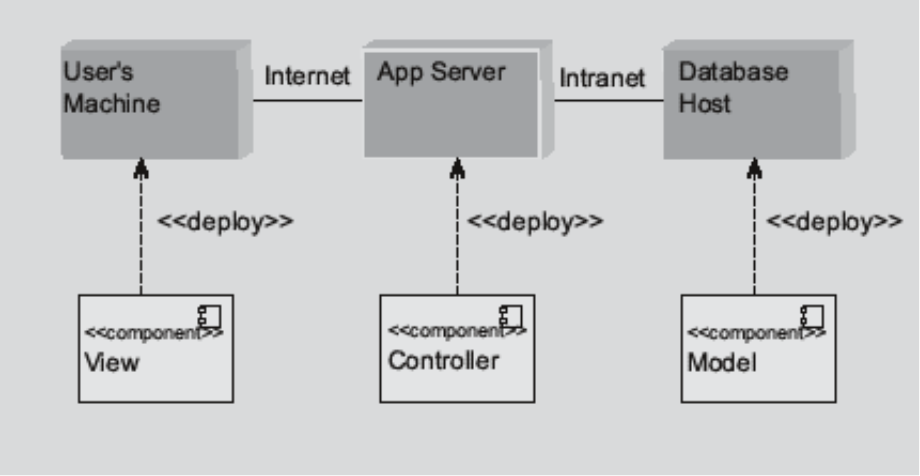 User's
Machine
Internet
App Server
Intranet
Database
Host
<<deploy>>
<<deploy>>
<<deploy>>
<<component>>
View
<<component>>
Controller
<<component>>
Model